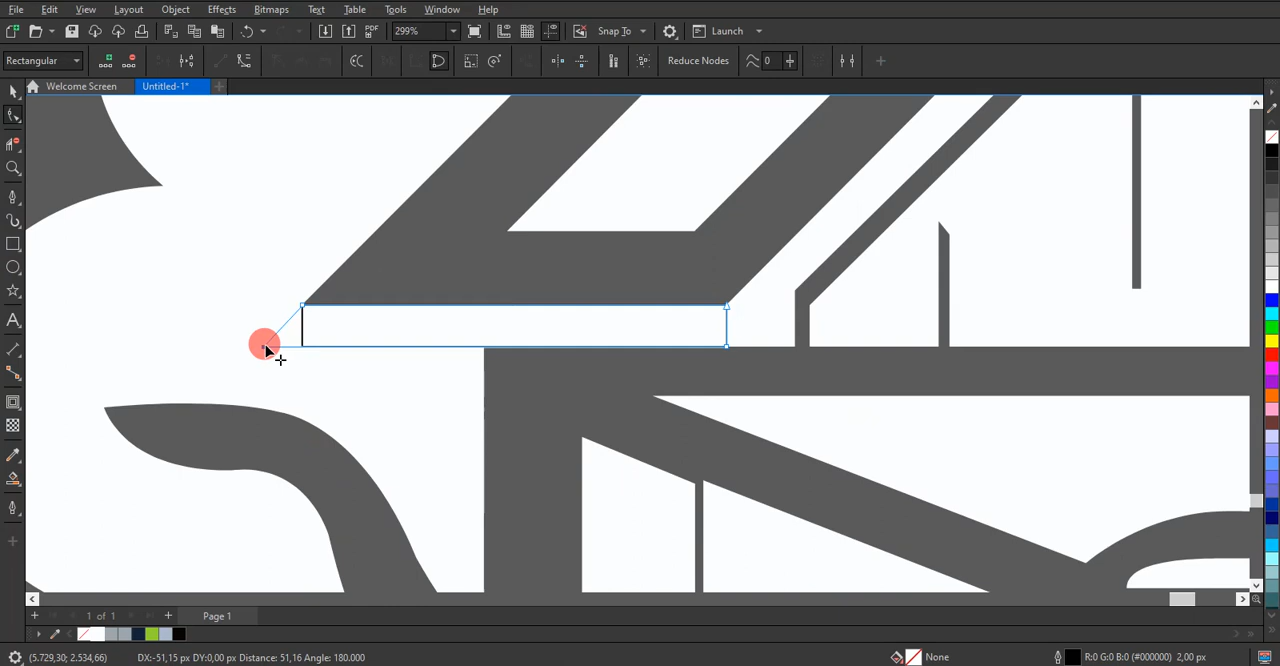 File Edit View Layout Object Effects Bitmaps Text Table Tools Window Help
299% PDF Snap To Launch
Rectangular 0 Reduce Nodes
Welcome Screen Untitled-1*
1 of 1 Page 1
(5.729,30; 2.534,66) DX:-51,15 px DY:0,00 px Distance: 51,16 Angle: 180.000 None R:0 G:0 B:0 (#000000) 2,00 px